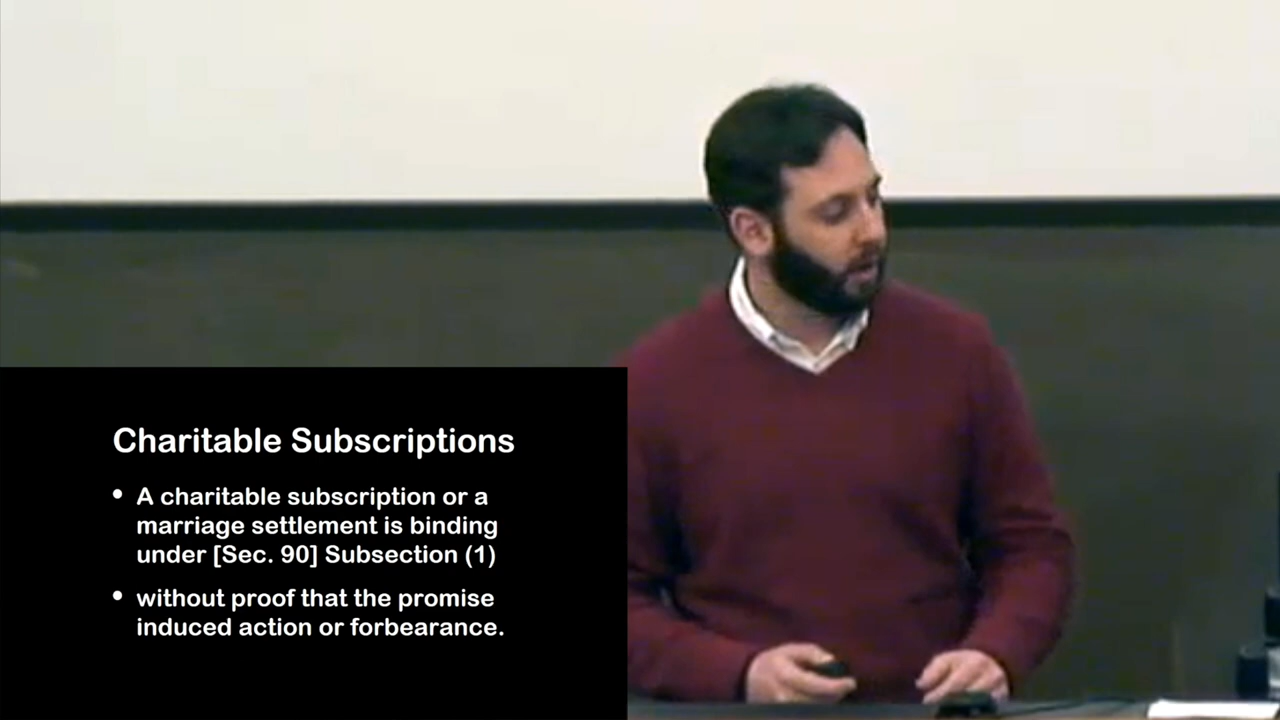 Charitable Subscriptions
• A charitable subscription or a
marriage settlement is binding
under [Sec. 90] Subsection (1)
• without proof that the promise
induced action or forbearance.